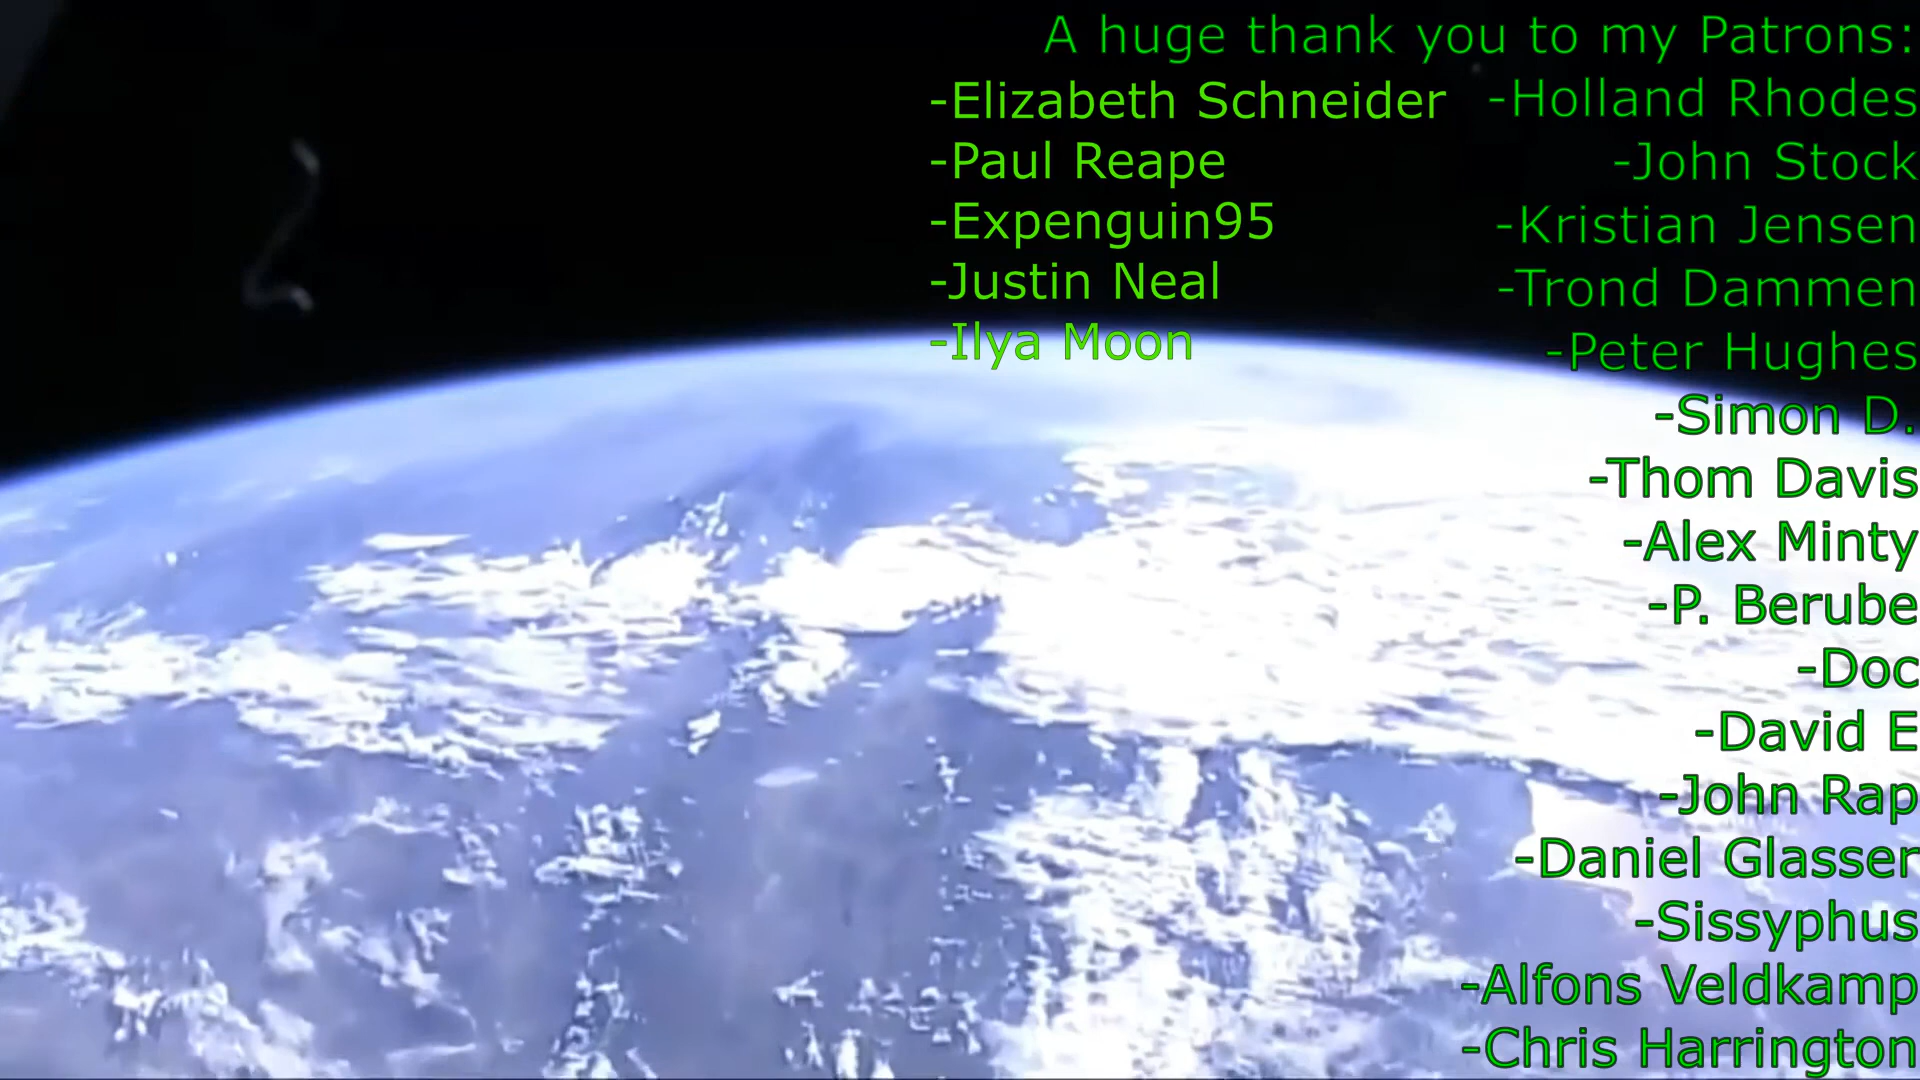 A huge thank you to my Patrons:
-Elizabeth Schneider
-Paul Reape
-Expenguin95
-Justin Neal
-Ilya Moon
-Holland Rhodes
-John Stock
-Kristian Jensen
-Trond Dammen
-Peter Hughes
-Simon D.
-Thom Davis
-Alex Minty
-P. Berube
-Doc
-David E
-John Rap
-Daniel Glasser
-Sissyphus
-Alfons Veldkamp
-Chris Harrington